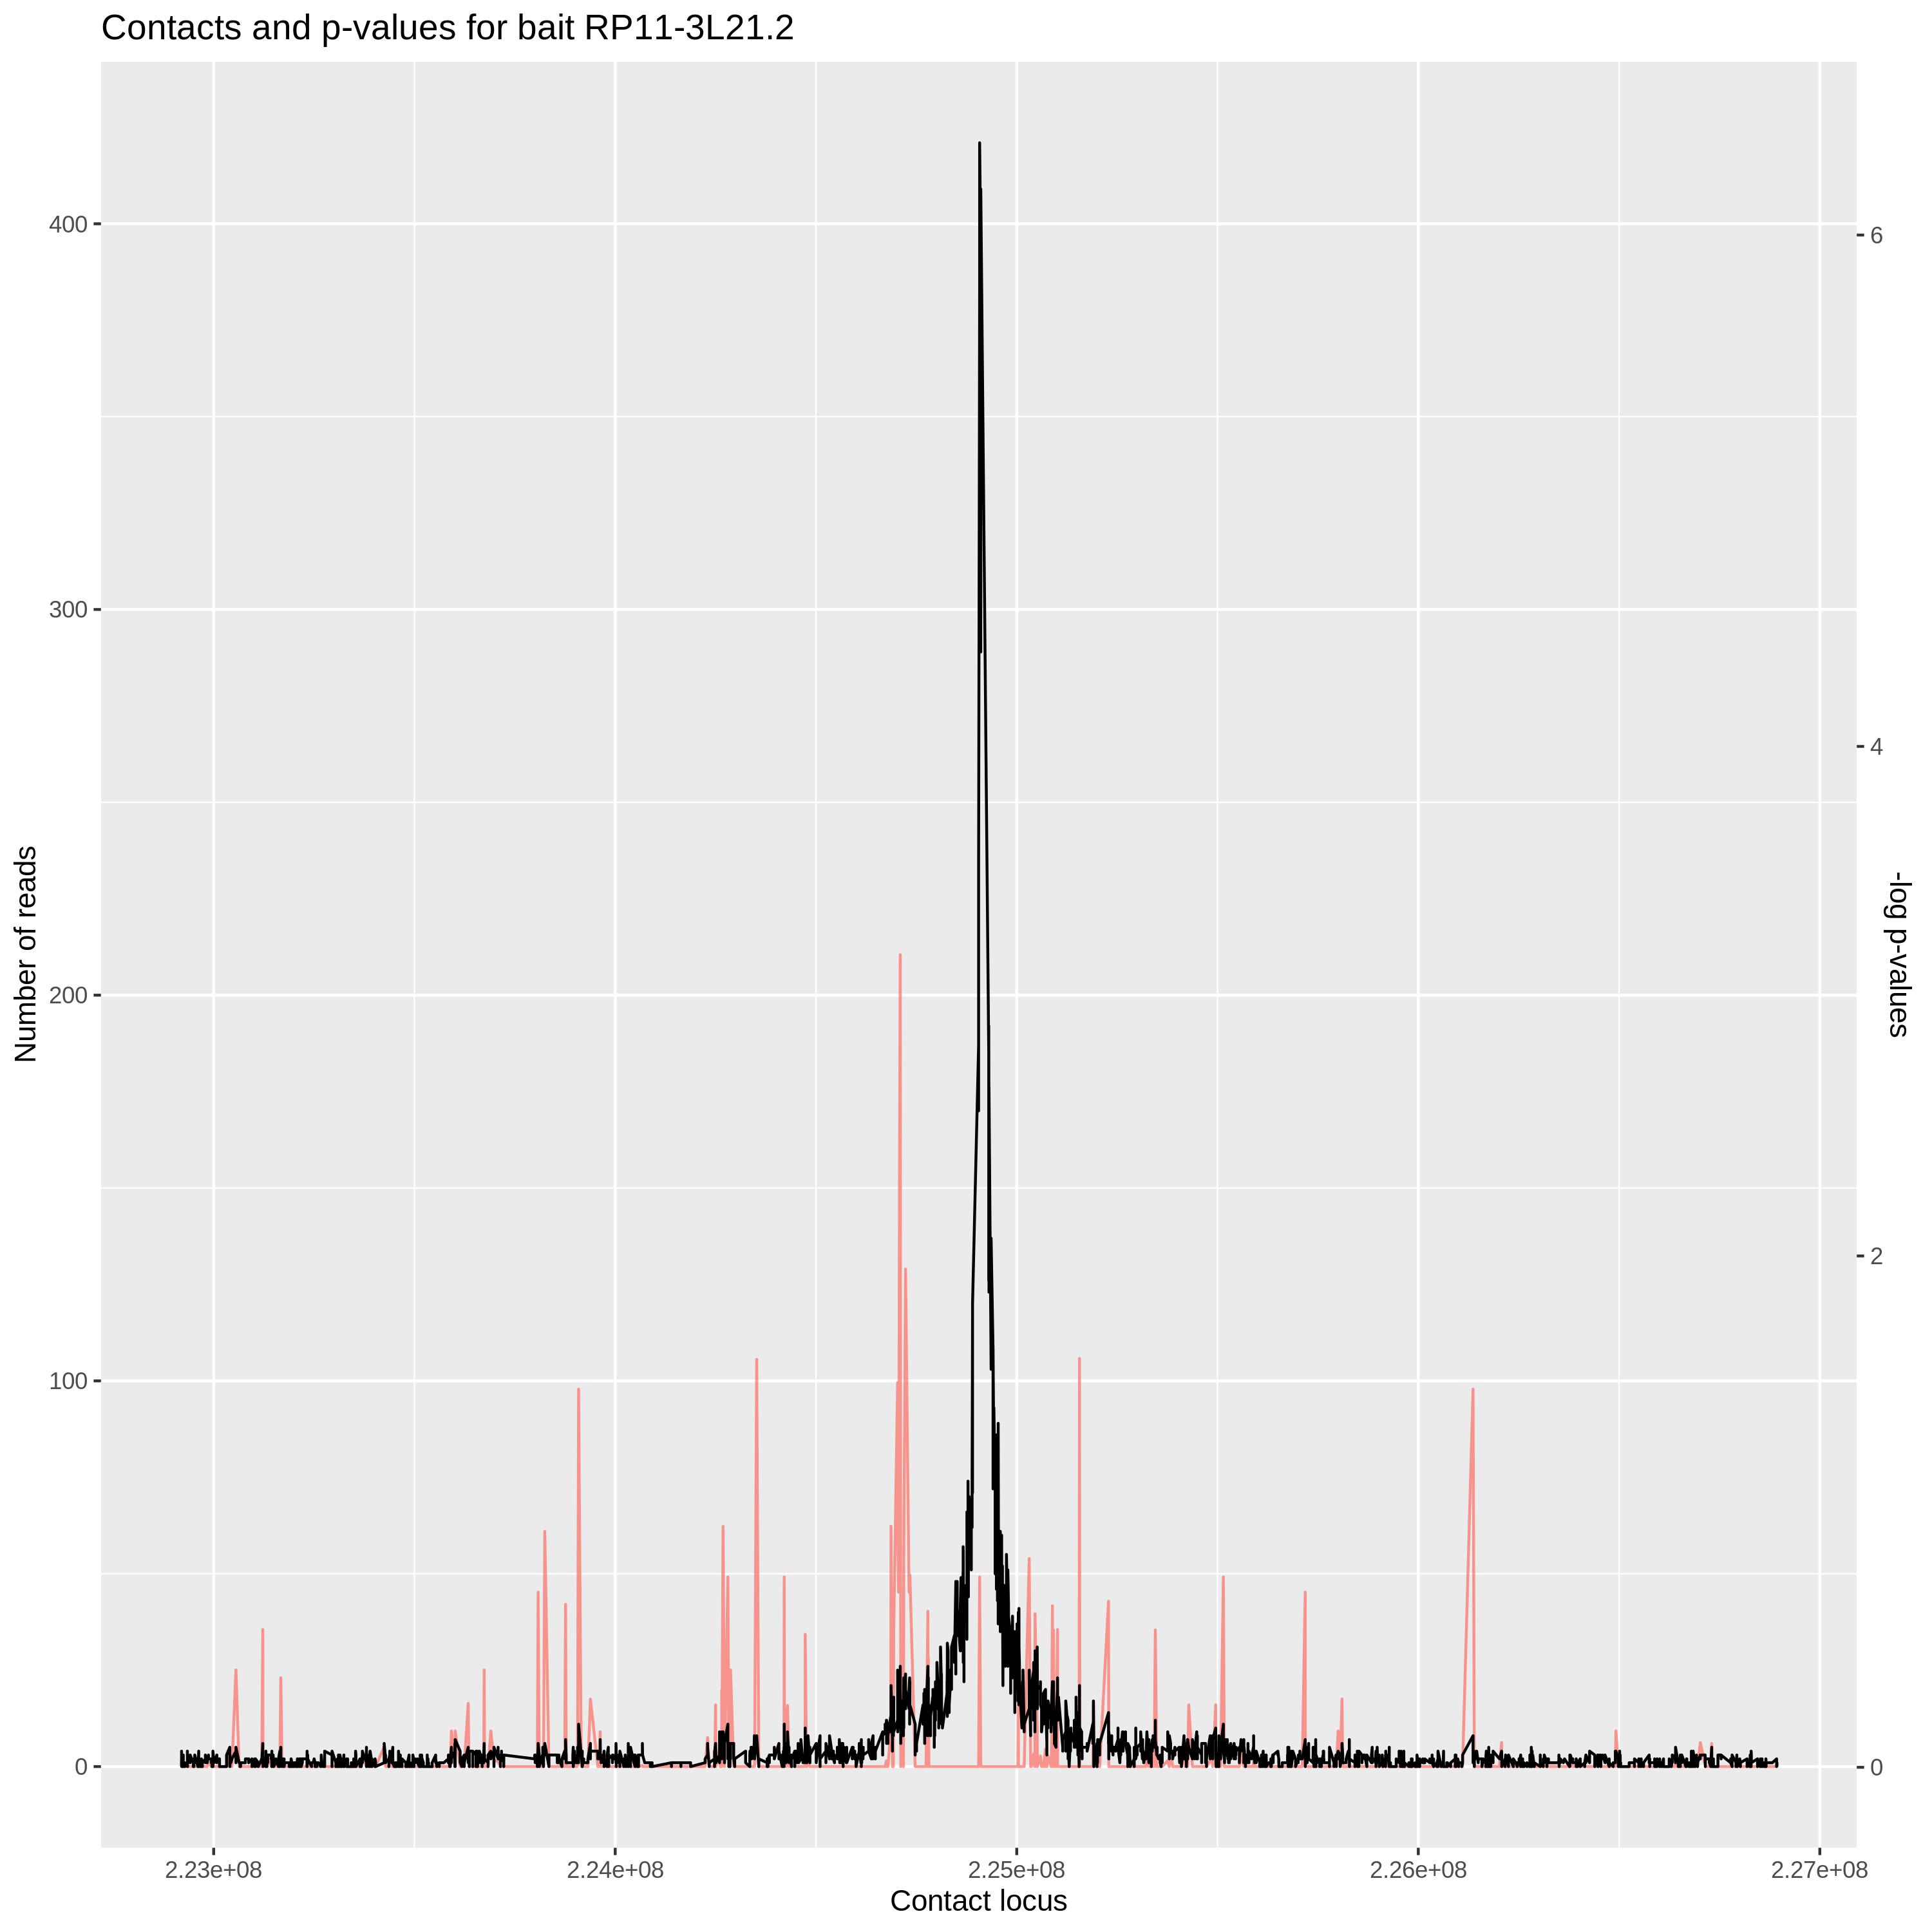 Contacts and p-values for bait RP11-3L21.2
400
300
200
100
0
Number of reads
6
4
2
0
-log p-values
2.23e+08
2.24e+08
2.25e+08
2.26e+08
2.27e+08
Contact locus